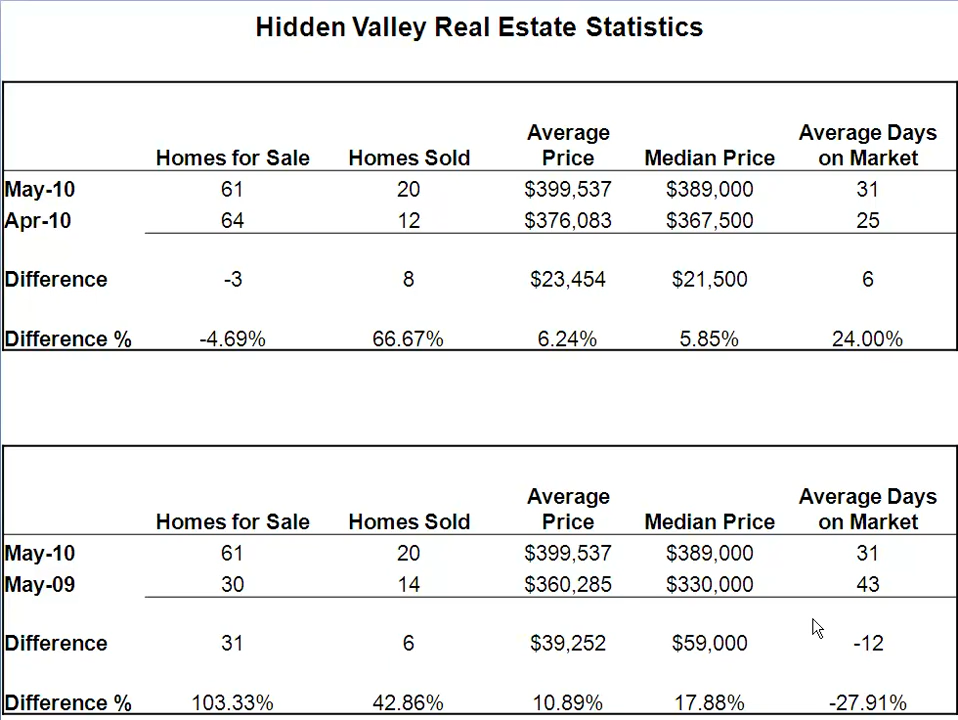 Hidden Valley Real Estate Statistics
Homes for Sale Homes Sold Average Price Median Price Average Days on Market
May-10 61 20 $399,537 $389,000 31
Apr-10 64 12 $376,083 $367,500 25
Difference -3 8 $23,454 $21,500 6
Difference % -4.69% 66.67% 6.24% 5.85% 24.00%
Homes for Sale Homes Sold Average Price Median Price Average Days on Market
May-10 61 20 $399,537 $389,000 31
May-09 30 14 $360,285 $330,000 43
Difference 31 6 $39,252 $59,000 -12
Difference % 103.33% 42.86% 10.89% 17.88% -27.91%